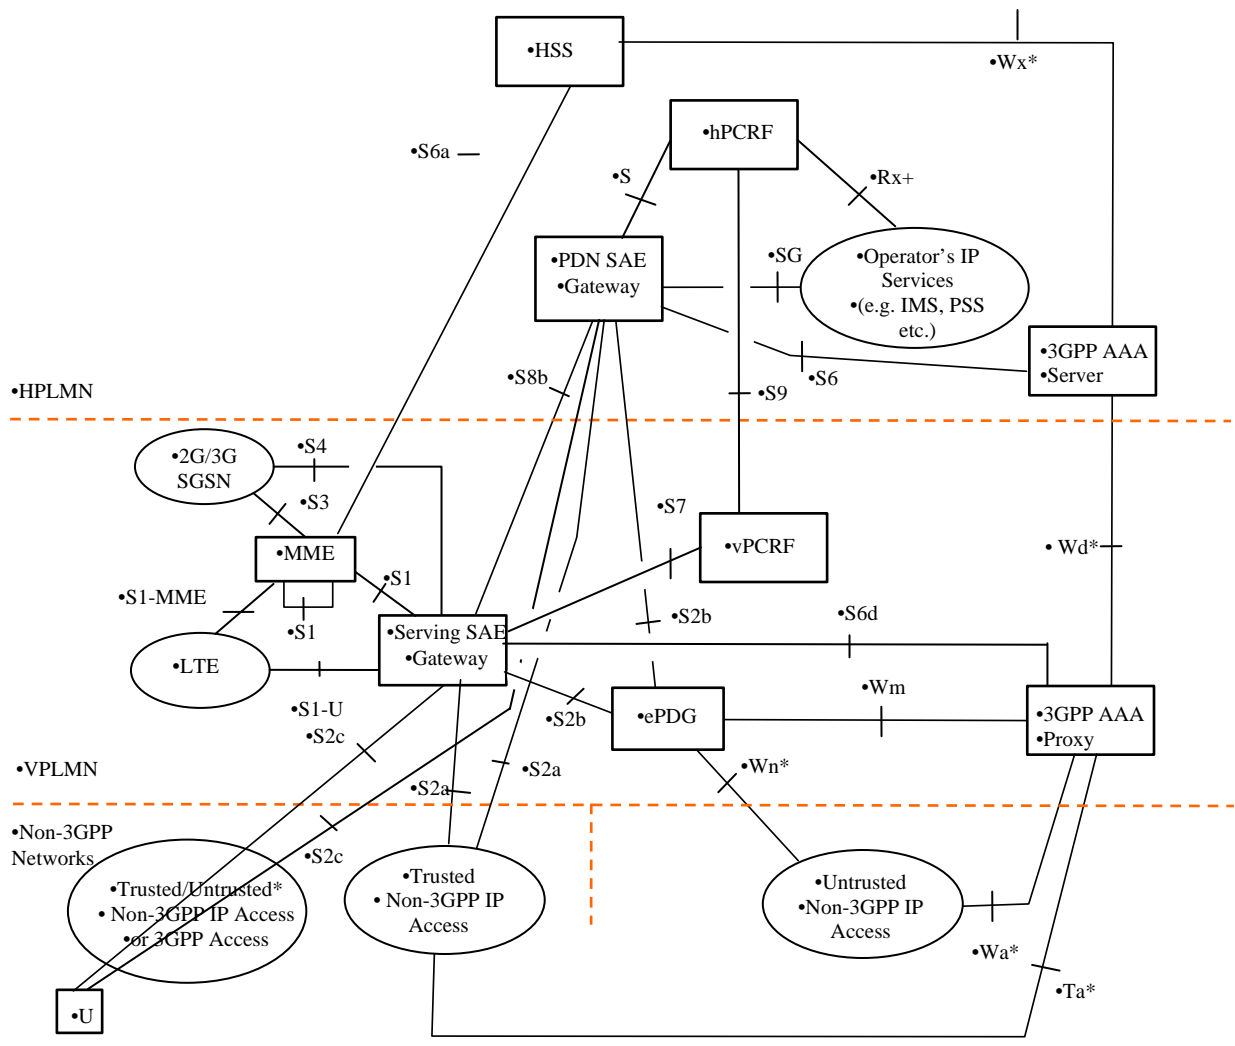 •HSS
•Wx*
•hPCRF
•S6a
•S
•Rx+
•PDN SAE
•Gateway
•SG
•Operator’s IP
Services
•(e.g. IMS, PSS
etc.)
•3GPP AAA
•Server
•S8b
•S6
•S9
•HPLMN
•2G/3G
SGSN
•S4
•S3
•S7
•MME
•vPCRF
• Wd*
•S1
•S1-MME
•S1
•Serving SAE
•Gateway
•S2b
•S6d
•LTE
•S1-U
•S2c
•S2b
•ePDG
•Wm
•3GPP AAA
•Proxy
•VPLMN
•S2a
•S2a
•Wn*
•Non-3GPP
Networks
•S2c
•Trusted/Untrusted*
• Non-3GPP IP Access
•or 3GPP Access
•Trusted
• Non-3GPP IP
Access
•Untrusted
•Non-3GPP IP
Access
•Wa*
•Ta*
•U